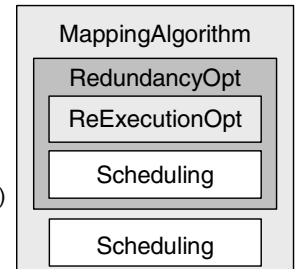 MappingAlgorithm
RedundancyOpt
ReExecutionOpt
Scheduling
)
Scheduling